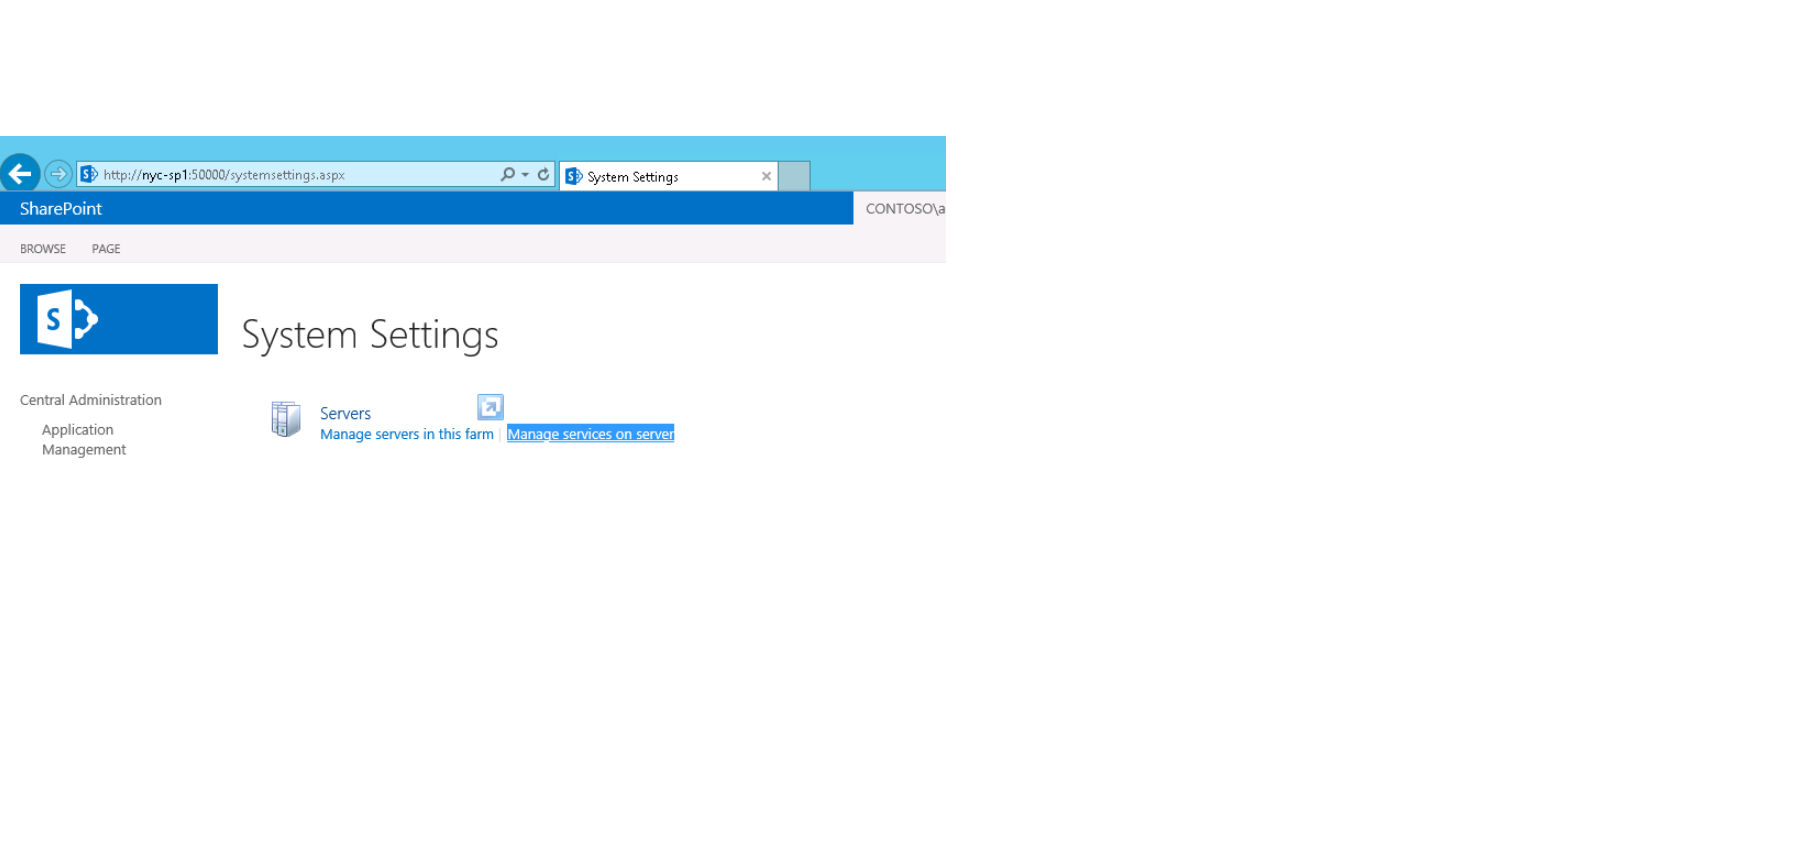 http://nyc-sp1:50000/systemsettings.aspx
System Settings
SharePoint
CONTOSO\a
BROWSE PAGE
S
System Settings
Central Administration
Application
Management
Servers
Manage servers in this farm | Manage services on server